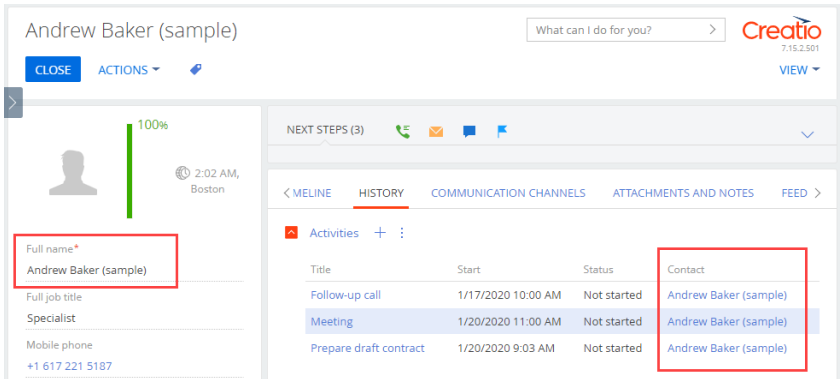 Andrew Baker (sample)
What can I do for you?
Creatio
7.15.2.501
CLOSE
ACTIONS
VIEW
100%
2:02 AM,
Boston
Full name*
Andrew Baker (sample)
Full job title
Specialist
Mobile phone
+1 617 221 5187
NEXT STEPS (3)
MELINE HISTORY COMMUNICATION CHANNELS ATTACHMENTS AND NOTES FEED
Activities
Title Start Status Contact
Follow-up call 1/17/2020 10:00 AM Not started Andrew Baker (sample)
Meeting 1/20/2020 11:00 AM Not started Andrew Baker (sample)
Prepare draft contract 1/20/2020 9:03 AM Not started Andrew Baker (sample)